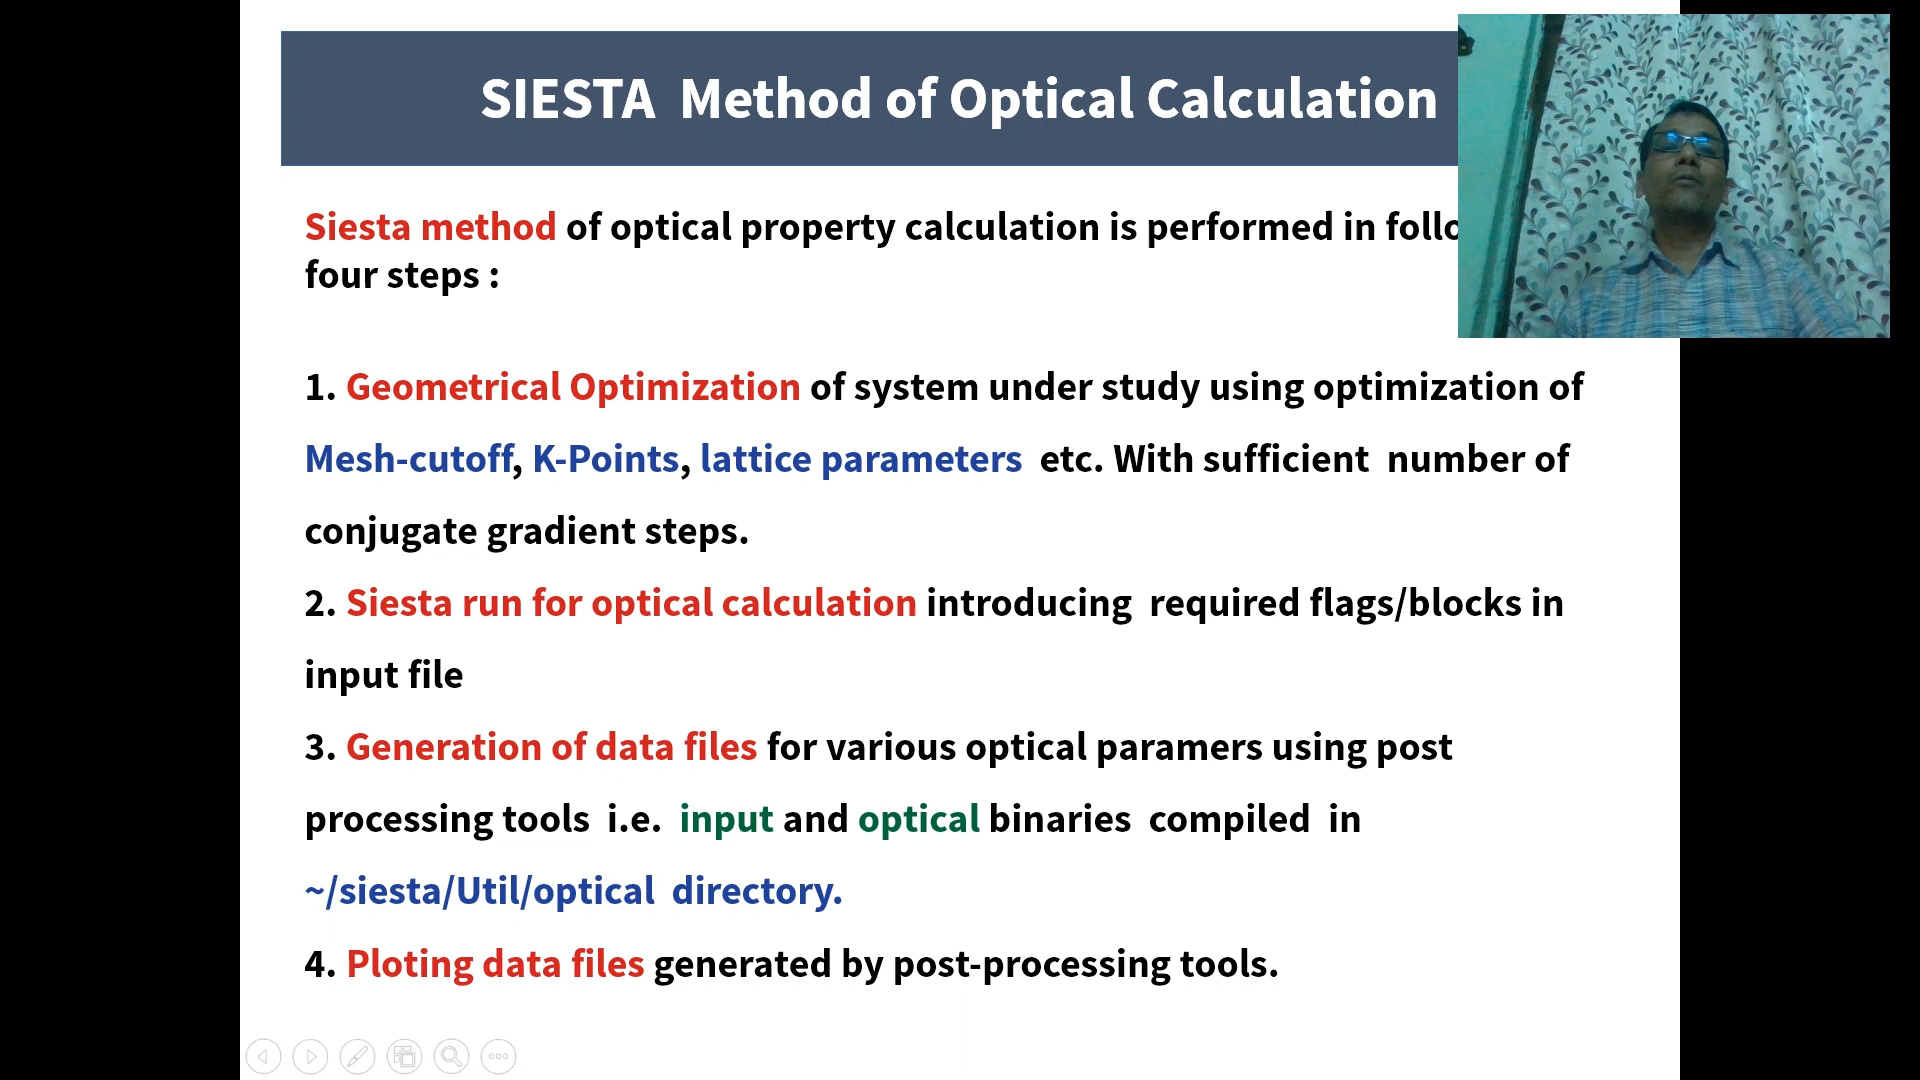 SIESTA Method of Optical Calculation
Siesta method of optical property calculation is performed in
four steps :
1. Geometrical Optimization of system under study using optimization of
Mesh-cutoff, K-Points, lattice parameters etc. With sufficient number of
conjugate gradient steps.
2. Siesta run for optical calculation introducing required flags/blocks in
input file
3. Generation of data files for various optical paramers using post
processing tools i.e. input and optical binaries compiled in
~/siesta/Util/optical directory.
4. Ploting data files generated by post-processing tools.